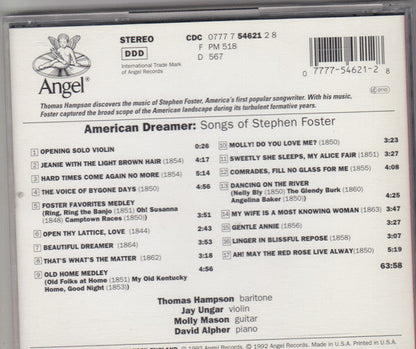 STEREO
DDD
International Trade Mark
of Angel Records
CDC 0777 7 54621 2 8
F PM 518
D 567
0 7777-54621-2 8
Angel®
Thomas Hampson discovers the music of Stephen Foster, America's first popular songwriter. With his music,
Foster captured the broad scope of the American landscape during its turbulent formative years.
American Dreamer: Songs of Stephen Foster
1 OPENING SOLO VIOLIN 0:26
2 JEANIE WITH THE LIGHT BROWN HAIR (1854) 4:17
3 HARD TIMES COME AGAIN NO MORE (1854) 5:14
4 THE VOICE OF BYGONE DAYS (1850) 4:56
5 FOSTER FAVORITES MEDLEY
(Ring, Ring the Banjo (1851) Oh! Susanna
(1848) Camptown Races (1850)) 3:51
6 OPEN THY LATTICE, LOVE (1844) 2:41
7 BEAUTIFUL DREAMER (1864) 3:43
8 THAT'S WHAT'S THE MATTER (1862) 3:22
9 OLD HOME MEDLEY 4:56
(Old Folks at Home (1851) My Old Kentucky
Home, Good Night (1853))
10 MOLLY! DO YOU LOVE ME? (1850) 3:23
11 SWEETLY SHE SLEEPS, MY ALICE FAIR (1851) 3:31
12 COMRADES, FILL NO GLASS FOR ME (1855) 4:08
13 DANCING ON THE RIVER
(Nelly Bly (1850) The Glendy Burk (1860)
Angelina Baker (1850)) 5:31
14 MY WIFE IS A MOST KNOWING WOMAN (1863) 3:47
15 GENTLE ANNIE (1856) 5:30
16 LINGER IN BLISSFUL REPOSE (1858) 3:07
17 AH! MAY THE RED ROSE LIVE ALWAY (1850) 5:19
63:58
Thomas Hampson baritone
Jay Ungar violin
Molly Mason guitar
David Alpher piano
© 1992 Angel Records. Printed in U.S.A. Made in U.S.A.